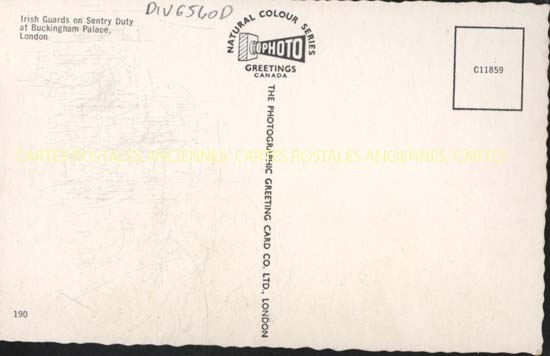 Irish Guards on Sentry Duty
at Buckingham Palace,
London
DIV6560D
NATURAL COLOUR SERIES
PHOTO
GREETINGS
CANADA
C11859
THE PHOTOGRAPHIC GREETING CARD CO. LTD., LONDON
CARTES POSTALES ANCIENNES CARTES POSTALES ANCIENNES CARTES
190